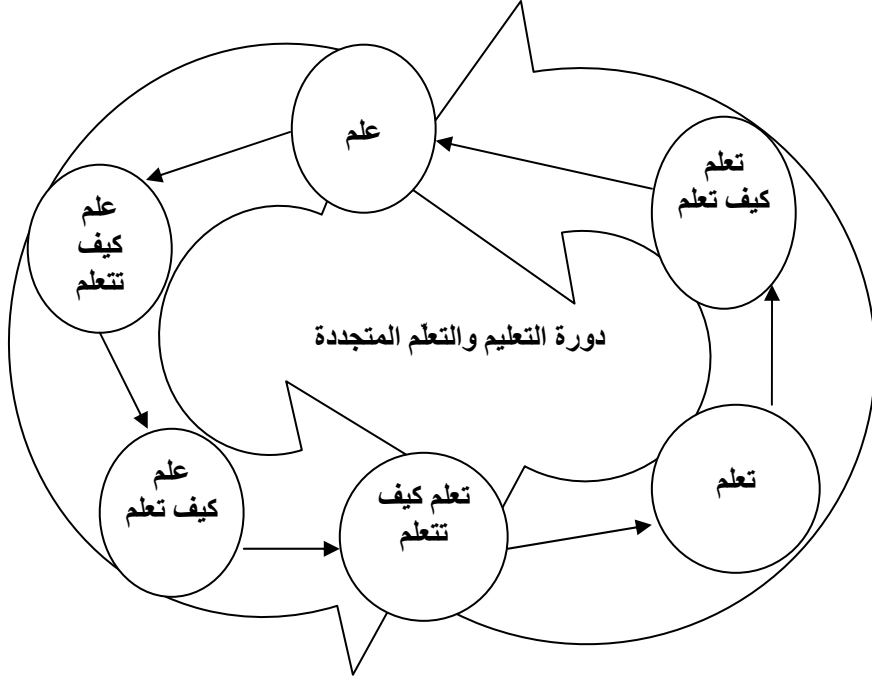 علم
تعلم
كيف تعلم
علم
كيف
تتعلم
دورة التعليم والتعلّم المتجددة
علم
كيف تعلم
تعلم كيف
تتعلم
تعلم